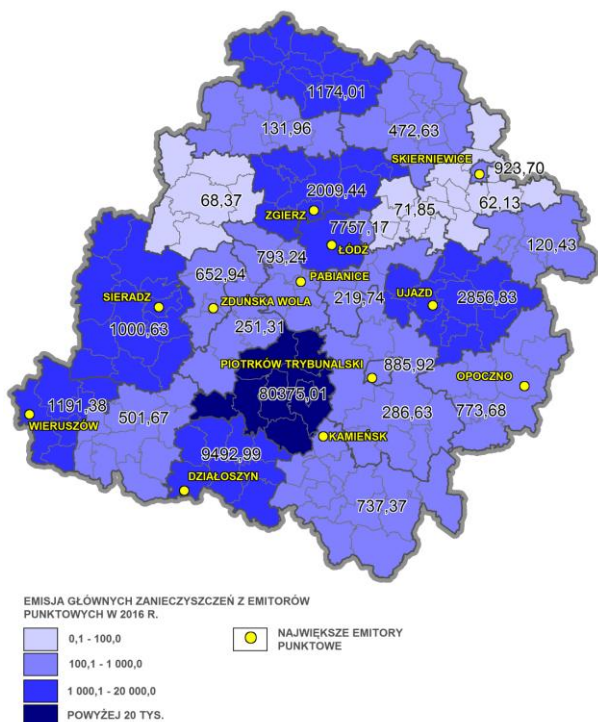 1174,01
131,96
472,63
SKIERNIEWICE
923,70
2009,44
68,37
71,85
62,13
ZGIERZ
7757,17
ŁÓDŹ
120,43
793,24
652,94
PABIANICE
SIERADZ
ZDUŃSKA WOLA
219,74
UJAZD
2856,83
1000,63
251,31
PIOTRKÓW TRYBUNALSKI
885,92
OPOCZNO
80375,01
1191,38
501,67
286,63
773,68
WIERUSZÓW
KAMIEŃSK
9492,99
DZIAŁOSZYN
737,37
EMISJA GŁÓWNYCH ZANIECZYSZCZEŃ Z EMITORÓW
PUNKTOWYCH W 2016 R.
0,1 - 100,0
NAJWIĘKSZE EMITORY
PUNKTOWE
100,1 - 1 000,0
1 000,1 - 20 000,0
POWYŻEJ 20 TYS.